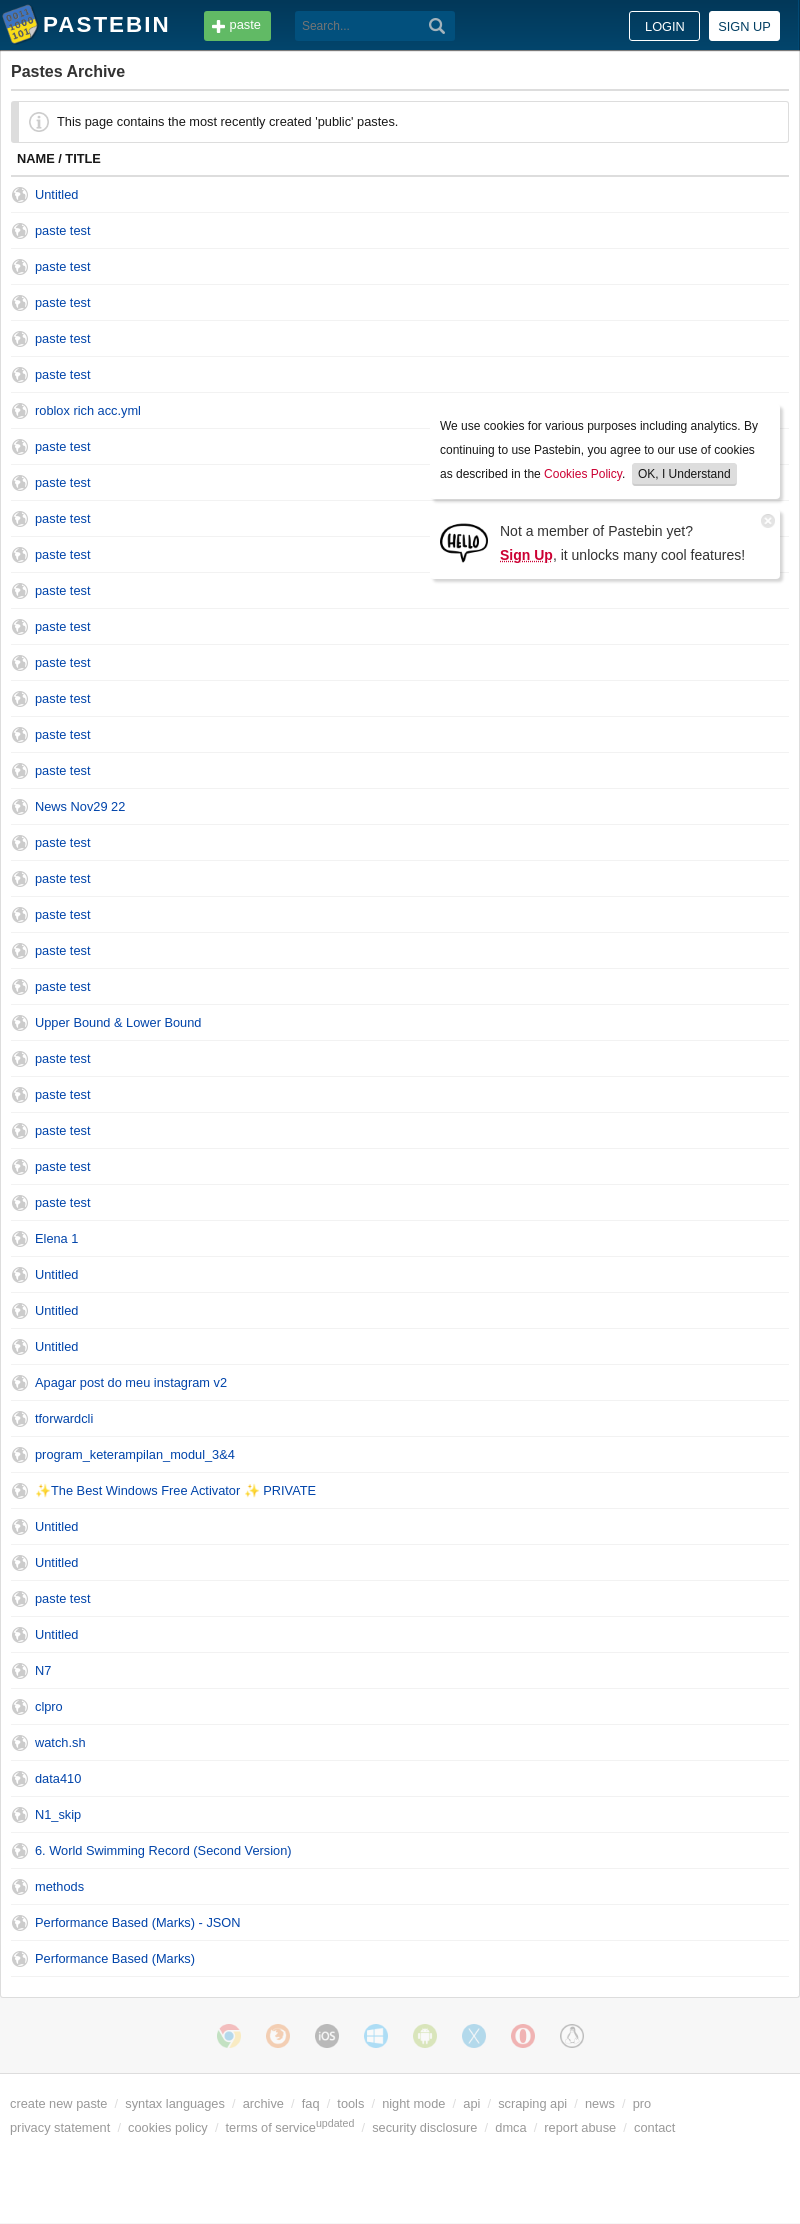 PASTEBIN
paste
Search...
LOGIN
SIGN UP
Pastes Archive
This page contains the most recently created 'public' pastes.
NAME / TITLE
Untitled
paste test
paste test
paste test
paste test
paste test
roblox rich acc.yml
We use cookies for various purposes including analytics. By
continuing to use Pastebin, you agree to our use of cookies
as described in the Cookies Policy. OK, I Understand
paste test
paste test
paste test
HELLO
Not a member of Pastebin yet?
Sign Up, it unlocks many cool features!
paste test
paste test
paste test
paste test
paste test
paste test
paste test
News Nov29 22
paste test
paste test
paste test
paste test
paste test
Upper Bound & Lower Bound
paste test
paste test
paste test
paste test
paste test
Elena 1
Untitled
Untitled
Untitled
Apagar post do meu instagram v2
tforwardcli
program_keterampilan_modul_3&4
✨The Best Windows Free Activator ✨ PRIVATE
Untitled
Untitled
paste test
Untitled
N7
clpro
watch.sh
data410
N1_skip
6. World Swimming Record (Second Version)
methods
Performance Based (Marks) - JSON
Performance Based (Marks)
iOS
create new paste / syntax languages / archive / faq / tools / night mode / api / scraping api / news / pro
privacy statement / cookies policy / terms of service updated / security disclosure / dmca / report abuse / contact